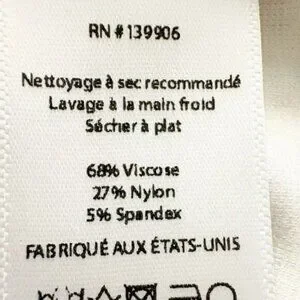 RN # 139906
Nettoyage à sec recommandé
Lavage à la main froid
Sécher à plat
68% Viscose
27% Nylon
5% Spandex
FABRIQUÉ AUX ÉTATS-UNIS